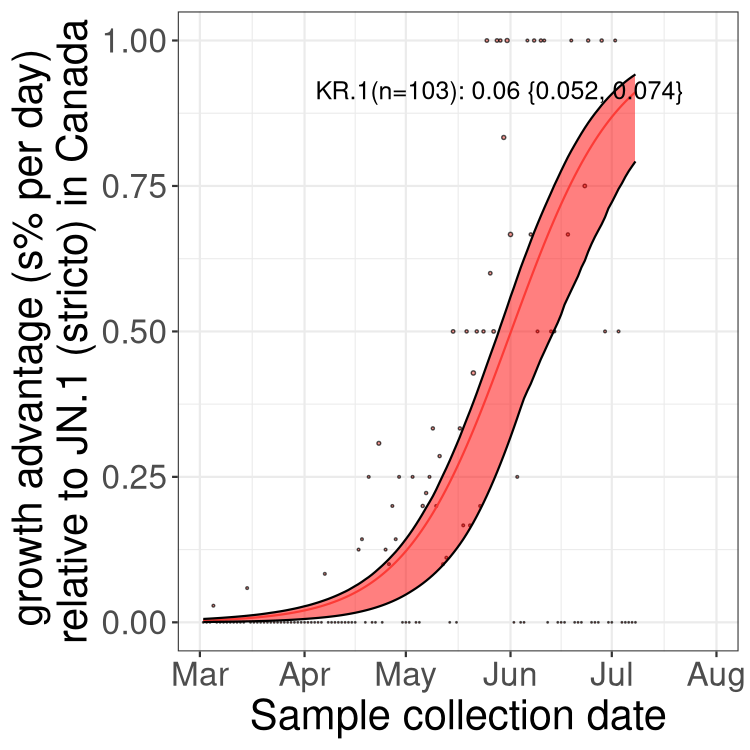 growth advantage (s% per day)
relative to JN.1 (stricto) in Canada
1.00
0.75
0.50
0.25
0.00
KR.1(n=103): 0.06 {0.052, 0.074}
Mar Apr May Jun Jul Aug
Sample collection date